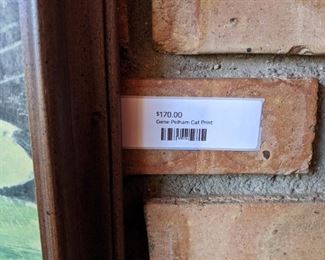 $170.00
Gene Pelham Cat Print